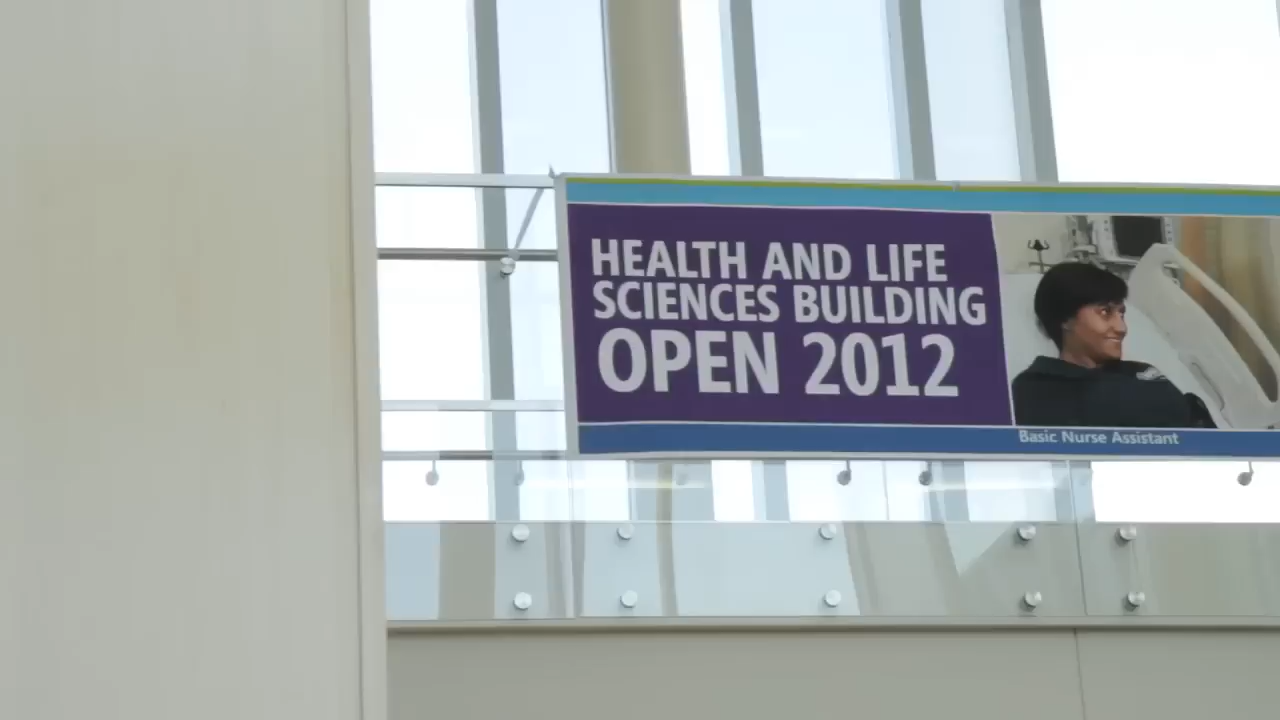 HEALTH AND LIFE
SCIENCES BUILDING
OPEN 2012
Basic Nurse Assistant